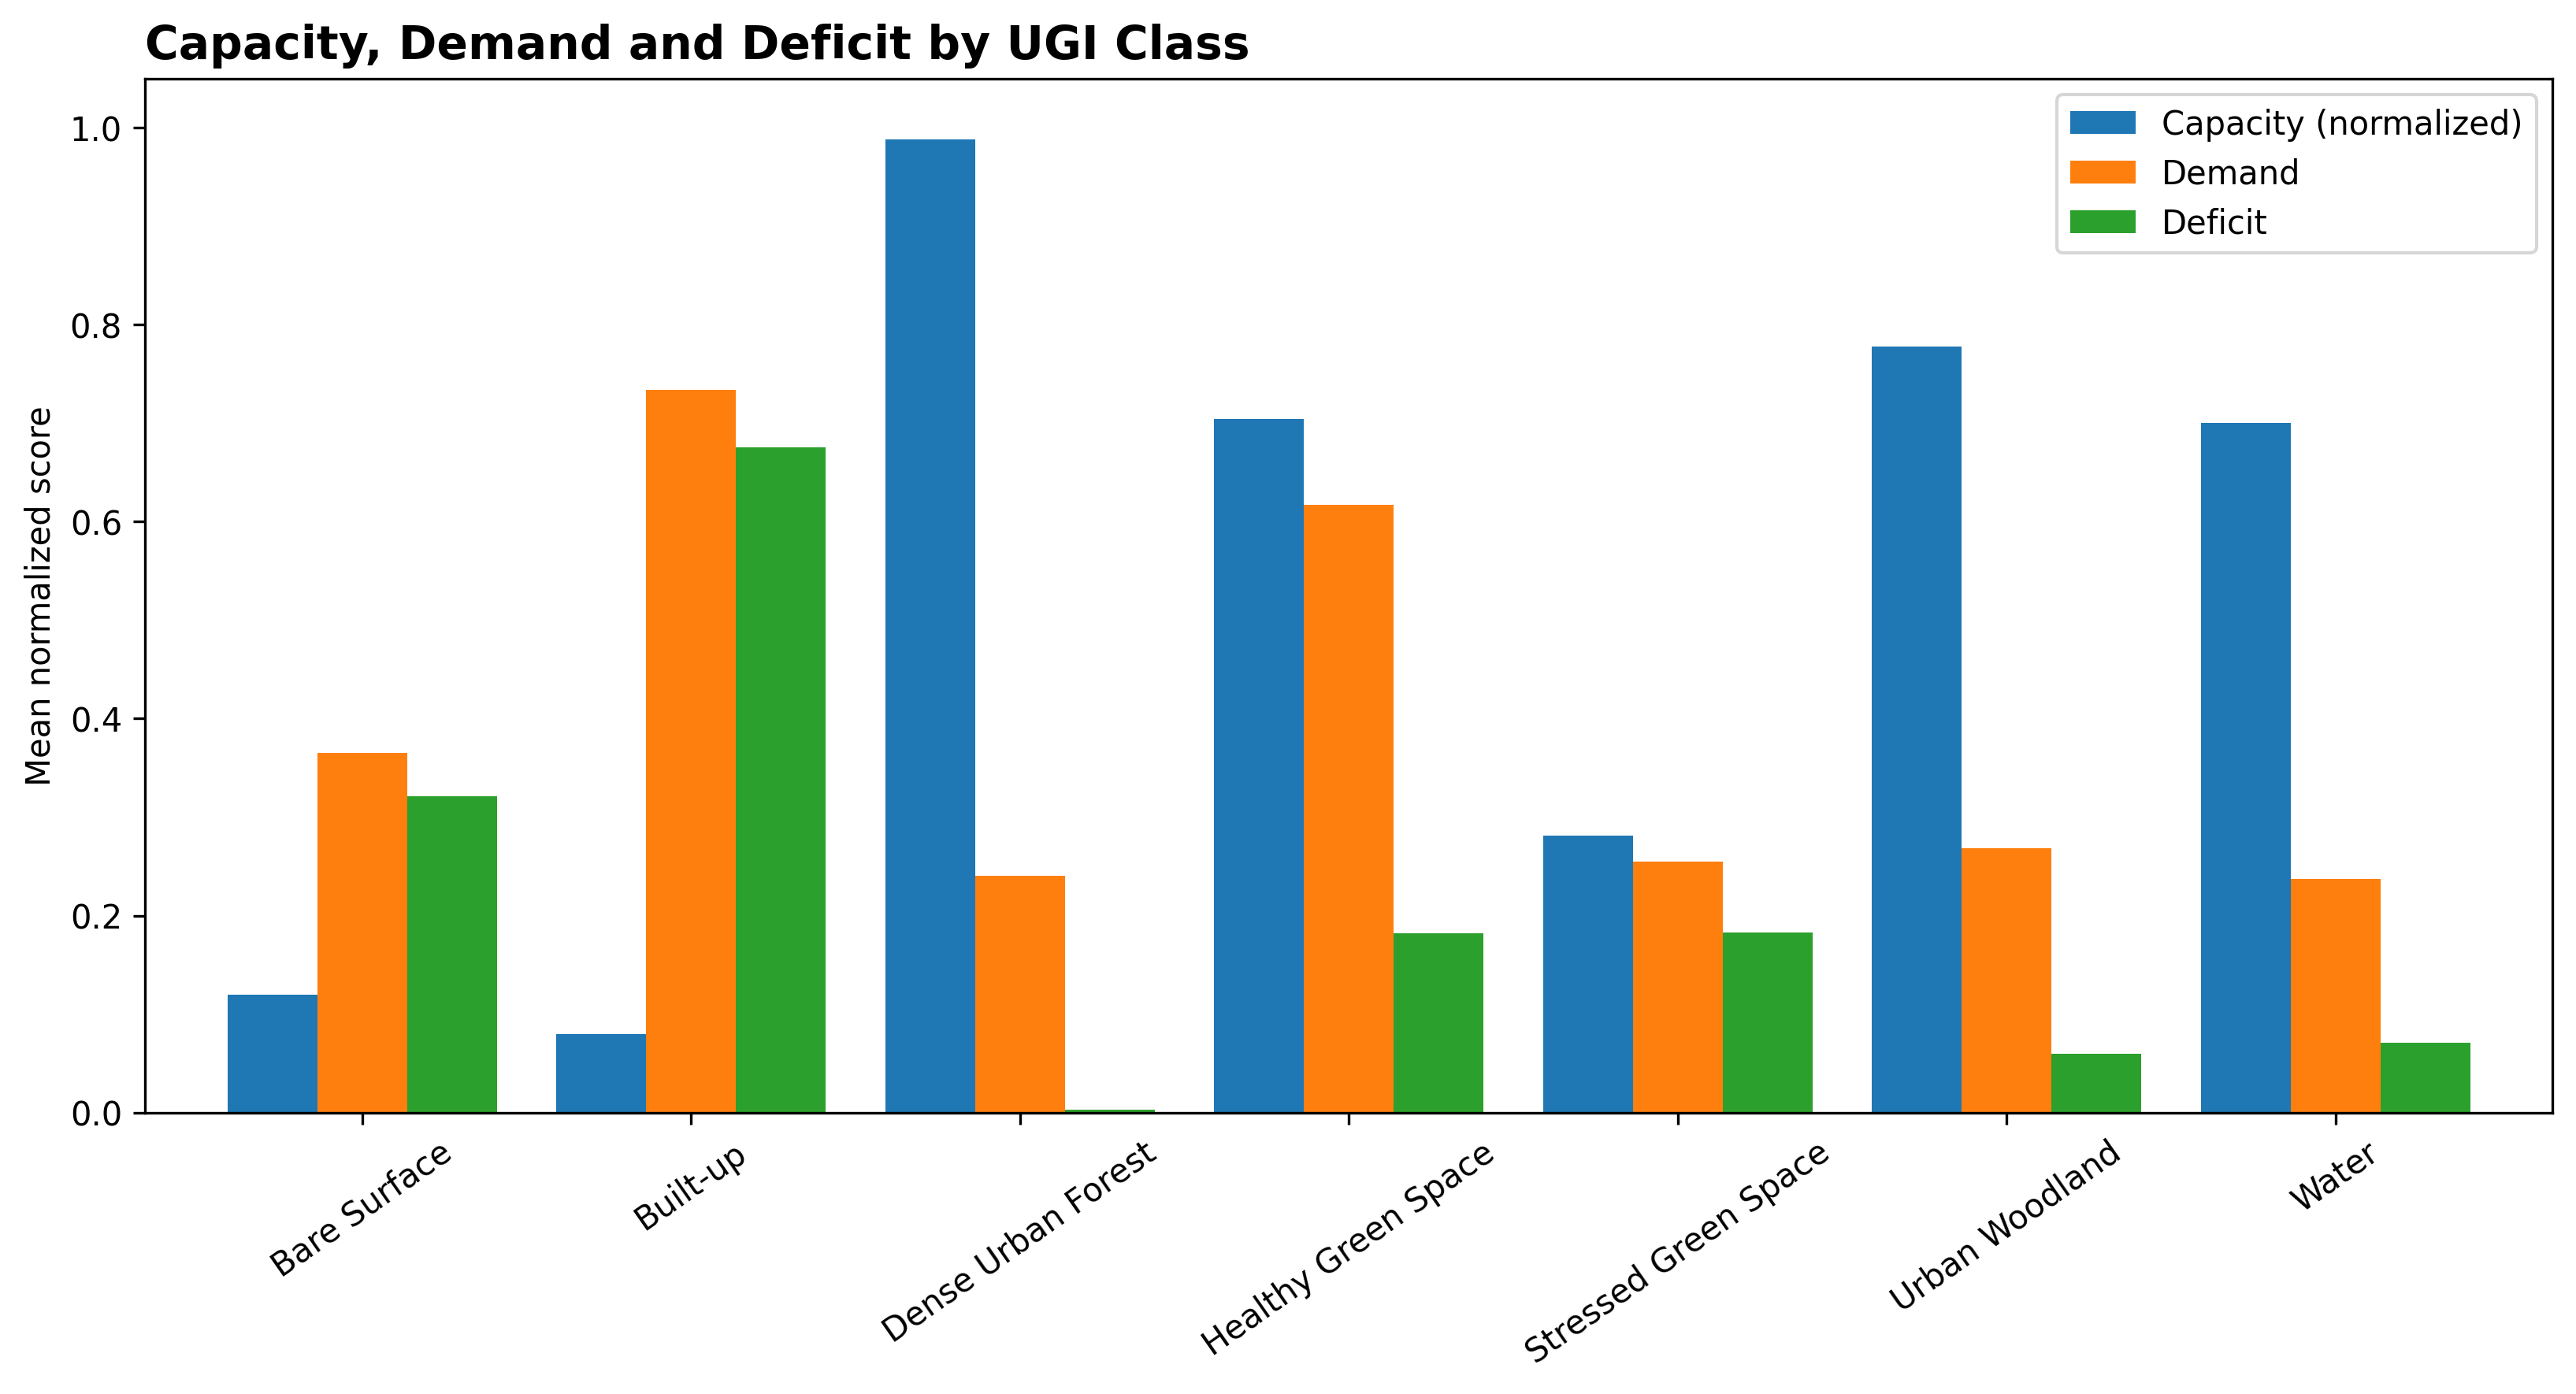 Capacity, Demand and Deficit by UGI Class
Capacity (normalized)
Demand
Deficit
Mean normalized score
1.0
0.8
0.6
0.4
0.2
0.0
Bare Surface
Built-up
Dense Urban Forest
Healthy Green Space
Stressed Green Space
Urban Woodland
Water